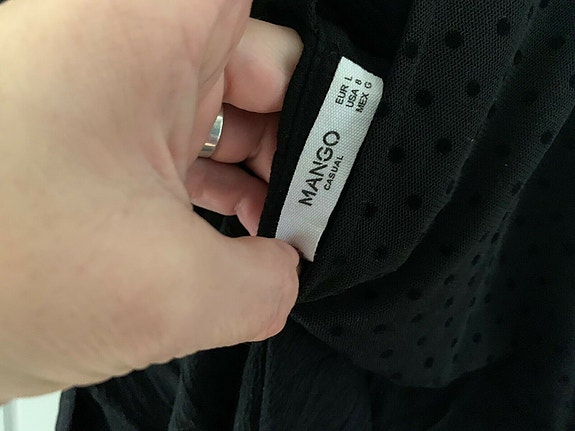 MANGO
CASUAL
EUR L
USA 8
MEX G